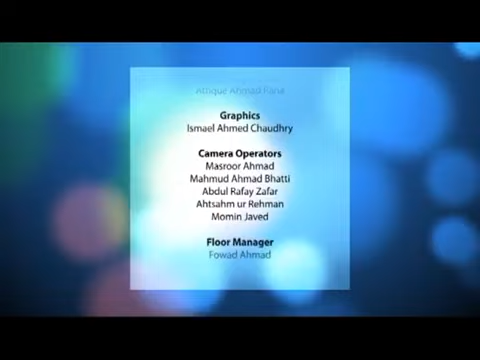 Attique Ahmad Rana
Graphics
Ismael Ahmed Chaudhry
Camera Operators
Masroor Ahmad
Mahmud Ahmad Bhatti
Abdul Rafay Zafar
Ahtsahm ur Rehman
Momin Javed
Floor Manager
Fowad Ahmad